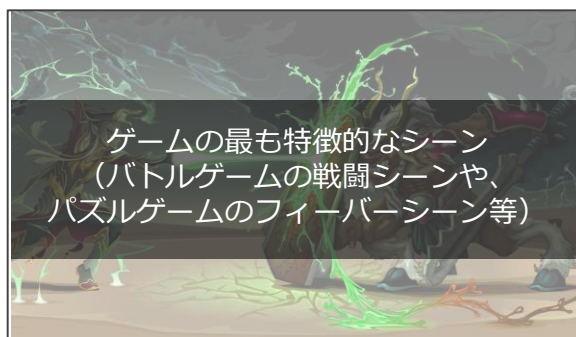 ゲームの最も特徴的なシーン
（バトルゲームの戦闘シーンや、
パズルゲームのフィーバーシーン等）